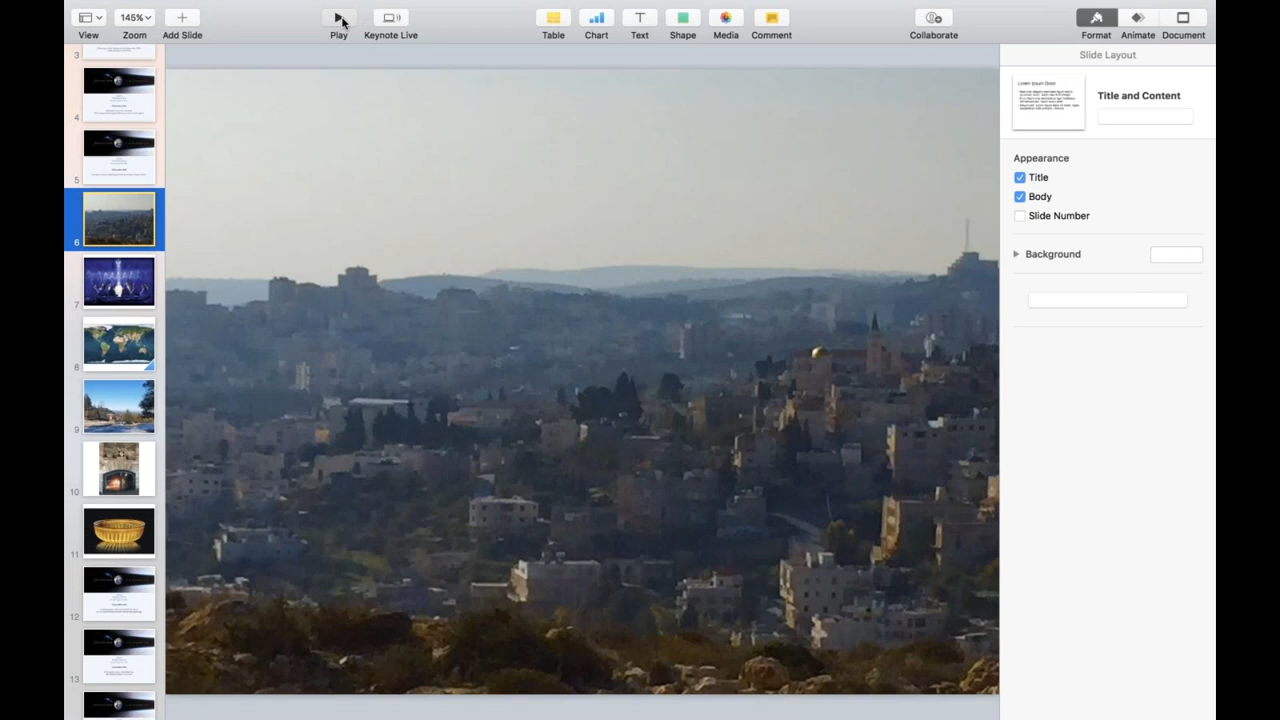 145%
View
Zoom
Add Slide
Play
Keynote Live
Table
Chart
Text
Shape
Media
Comment
Collaborate
Format
Animate
Document
Slide Layout
Title and Content
Appearance
Title
Body
Slide Number
Background
3
4
5
6
7
8
9
10
11
12
13